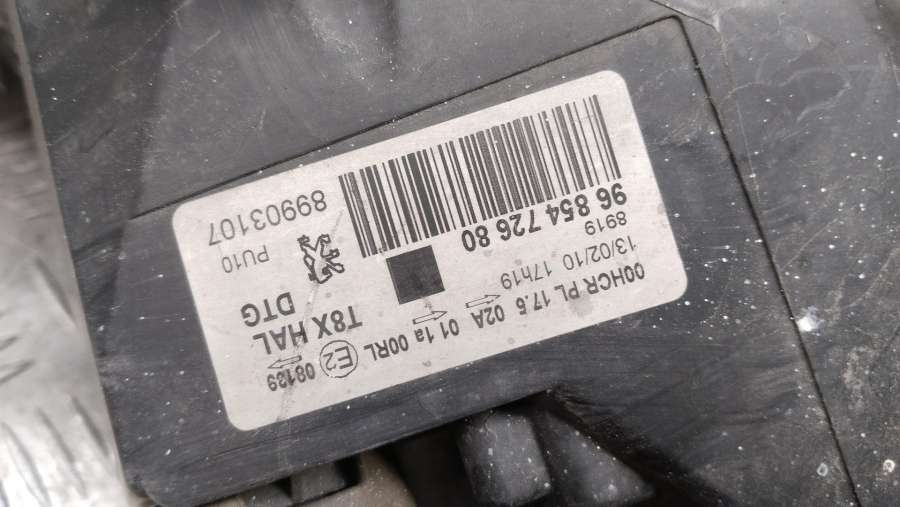 08139 E2
00HCR PL 17.5 02A 01 1a 00RL
T8X HAL
DTG
13/02/10 17h19
8919
96 854 726 80
PU10
89903107